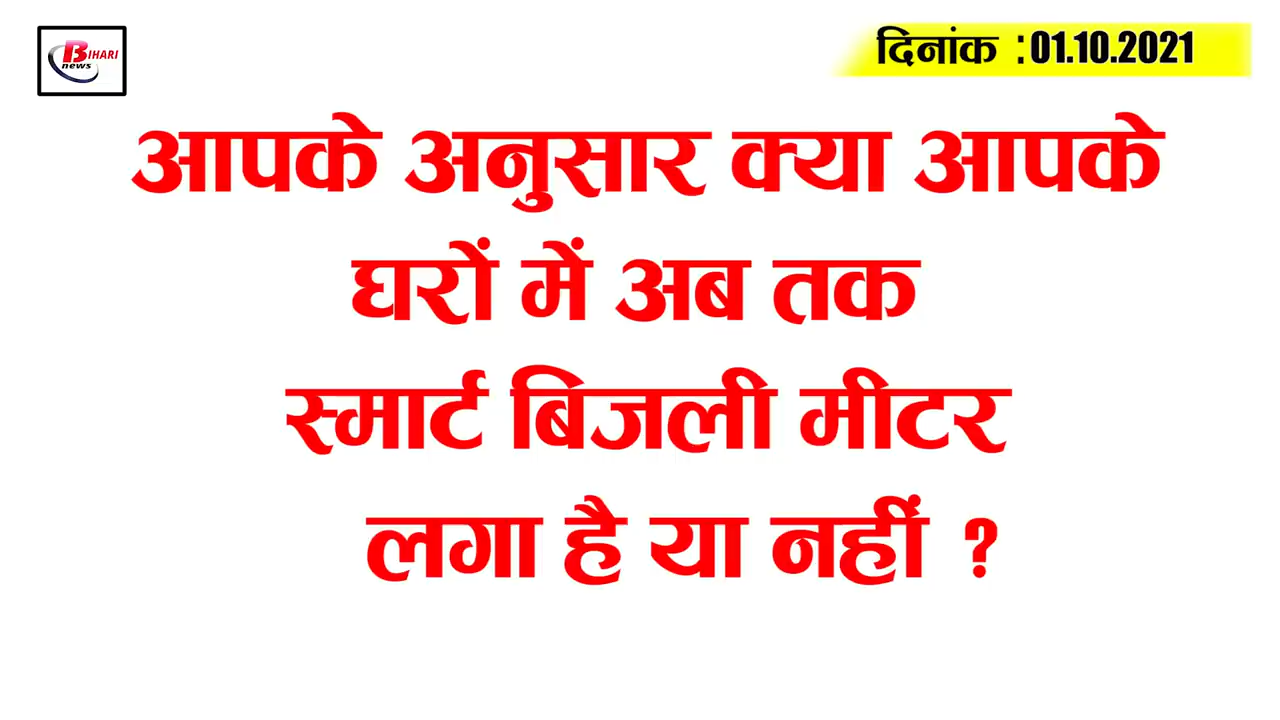 BIHARI
news
दिनांक : 01.10.2021
आपके अनुसार क्या आपके
घरों में अब तक
स्मार्ट बिजली मीटर
लगा है या नहीं ?